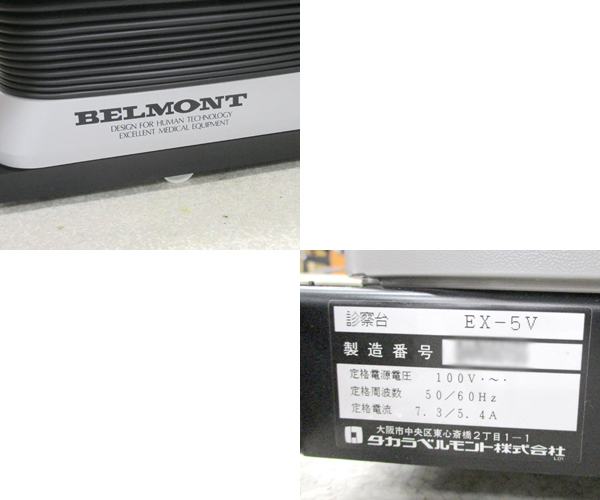 BELMONT
DESIGN FOR HUMAN TECHNOLOGY
EXCELLENT MEDICAL EQUIPMENT
診察台 EX-5V
製造番号
定格電源電圧 100V.~.
定格周波数 50/60Hz
定格電流 7.3/5.4A
大阪市中央区東心斎橋2丁目1-1
タカラベルモント株式会社
L01